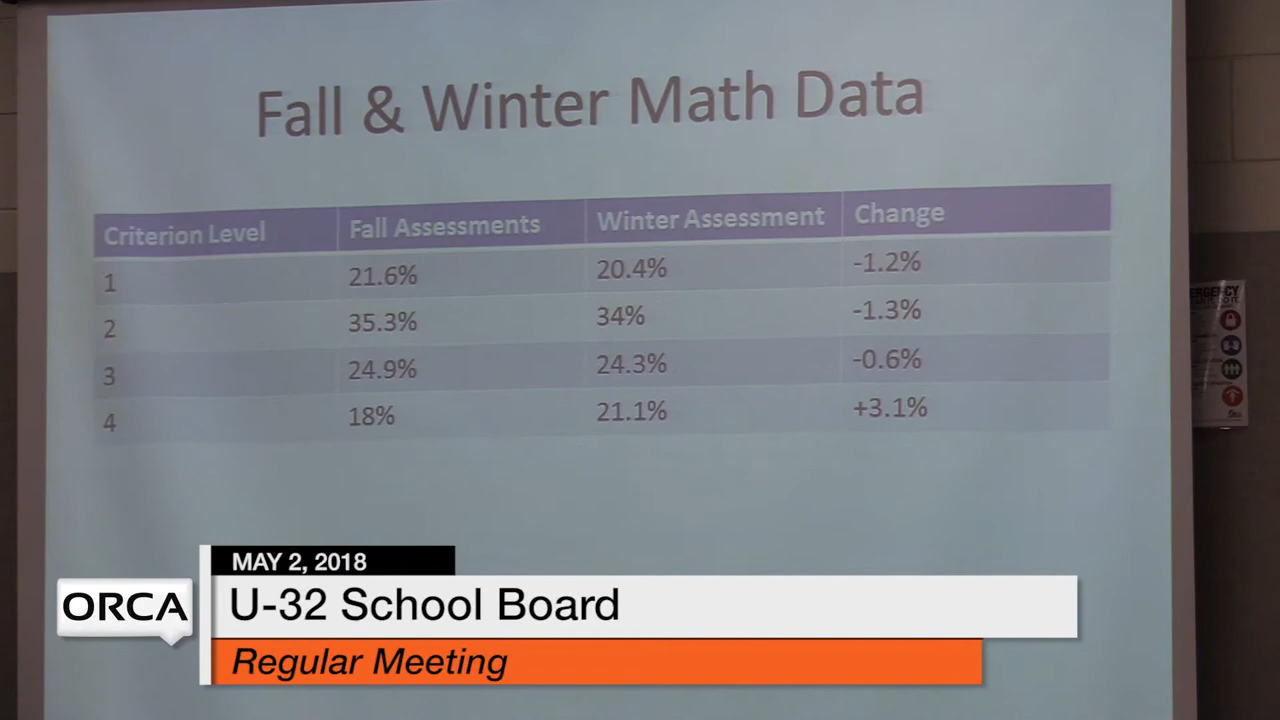 Fall & Winter Math Data
Criterion Level Fall Assessments Winter Assessment Change
1 21.6% 20.4% -1.2%
2 35.3% 34% -1.3%
3 24.9% 24.3% -0.6%
4 18% 21.1% +3.1%
MAY 2, 2018
ORCA
U-32 School Board
Regular Meeting